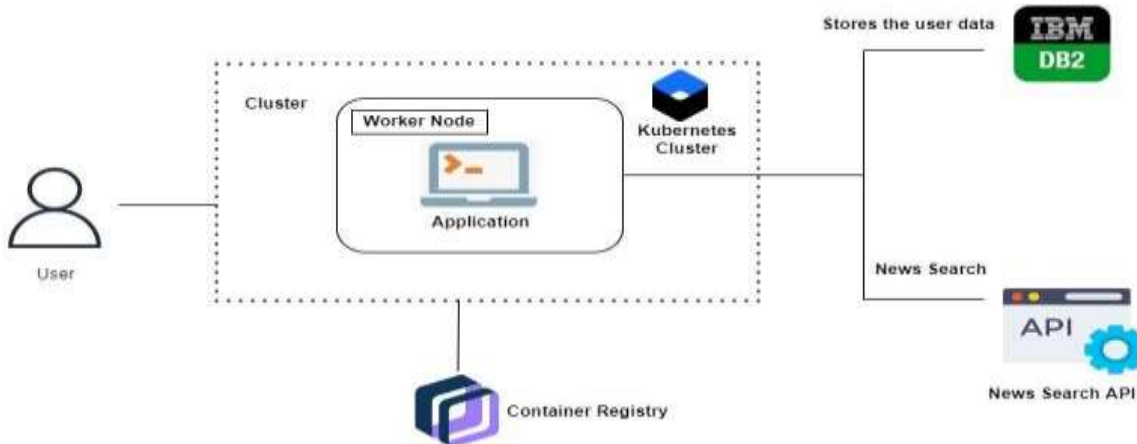 Stores the user data
IBM
DB2
Cluster
Worker Node
Kubernetes
Cluster
Application
User
News Search
API
News Search API
Container Registry